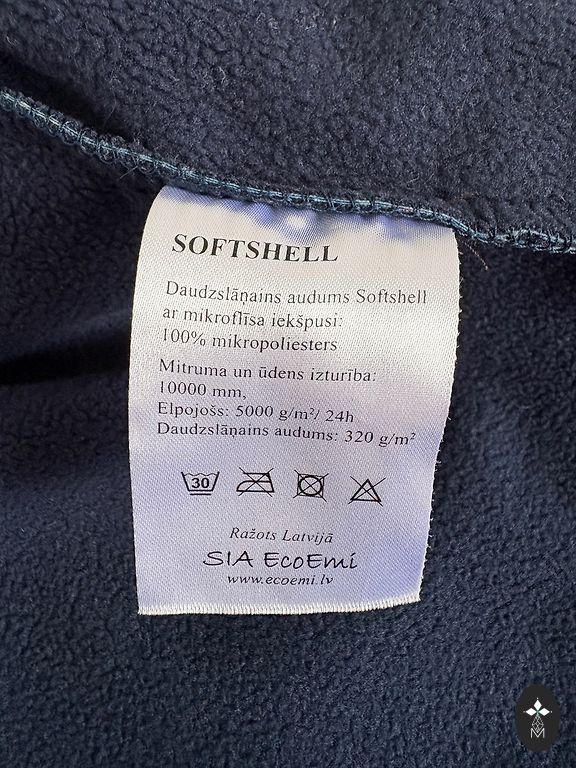 SOFTSHELL
Daudzslāņains audums Softshell
ar mikroflīsa iekšpusi:
100% mikropoliesters
Mitruma un ūdens izturība:
10000 mm,
Elpojošs: 5000 g/m²/ 24h
Daudzslāņains audums: 320 g/m²
30
Ražots Latvijā
SIA EcoEmi
www.ecoemi.lv
M